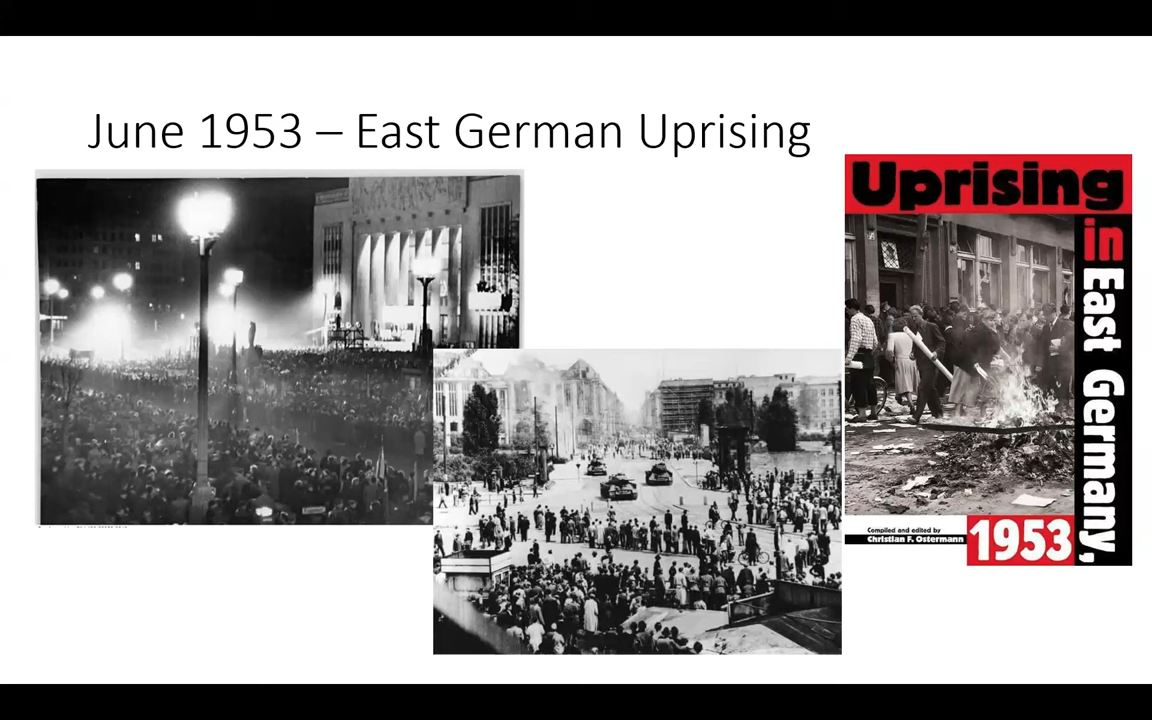 June 1953 – East German Uprising
Uprising
in East Germany,
Compiled and edited by
Christian F. Ostermann
1953